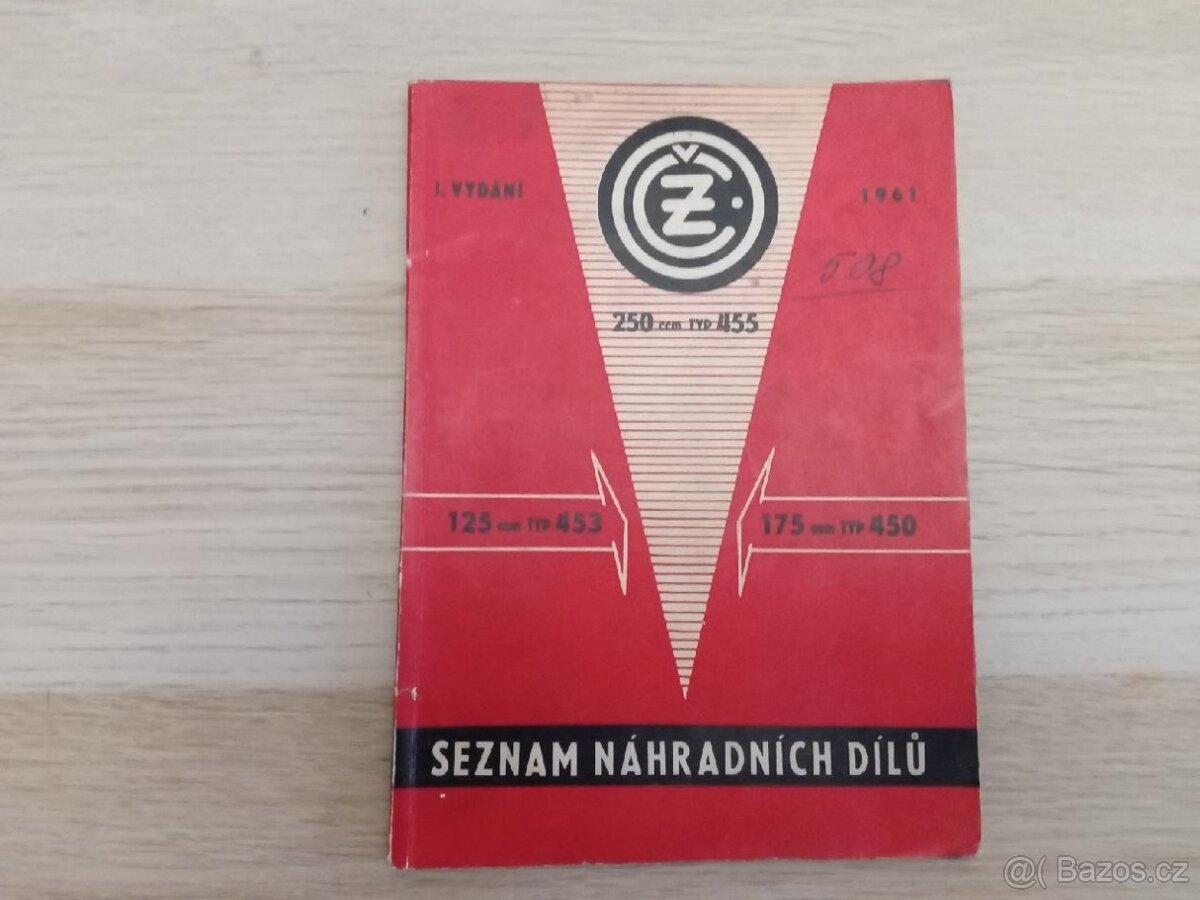 I. VYDÁNÍ
1961
ČZ
508
250 ccm TYP 455
125 ccm TYP 453
175 ccm TYP 450
SEZNAM NÁHRADNÍCH DÍLŮ
@( Bazos.cz